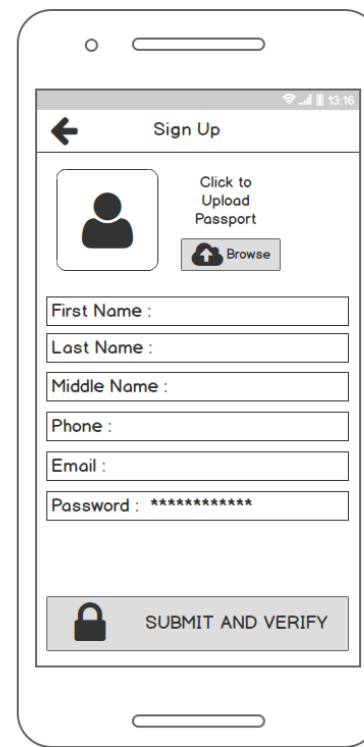 13:16
Sign Up
Click to
Upload
Passport
Browse
First Name :
Last Name :
Middle Name :
Phone :
Email :
Password : ************
SUBMIT AND VERIFY